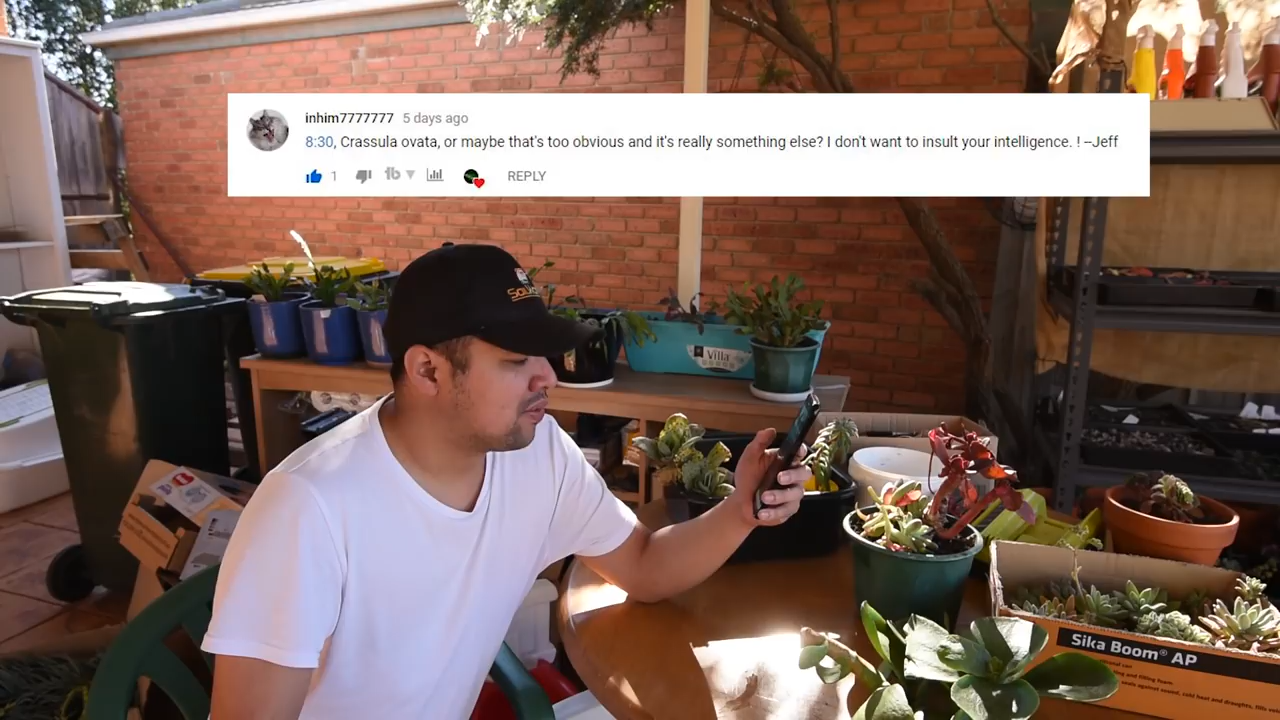 inhim7777777 5 days ago
8:30, Crassula ovata, or maybe that's too obvious and it's really something else? I don't want to insult your intelligence. ! --Jeff
1 REPLY
Villa
Sika Boom® AP